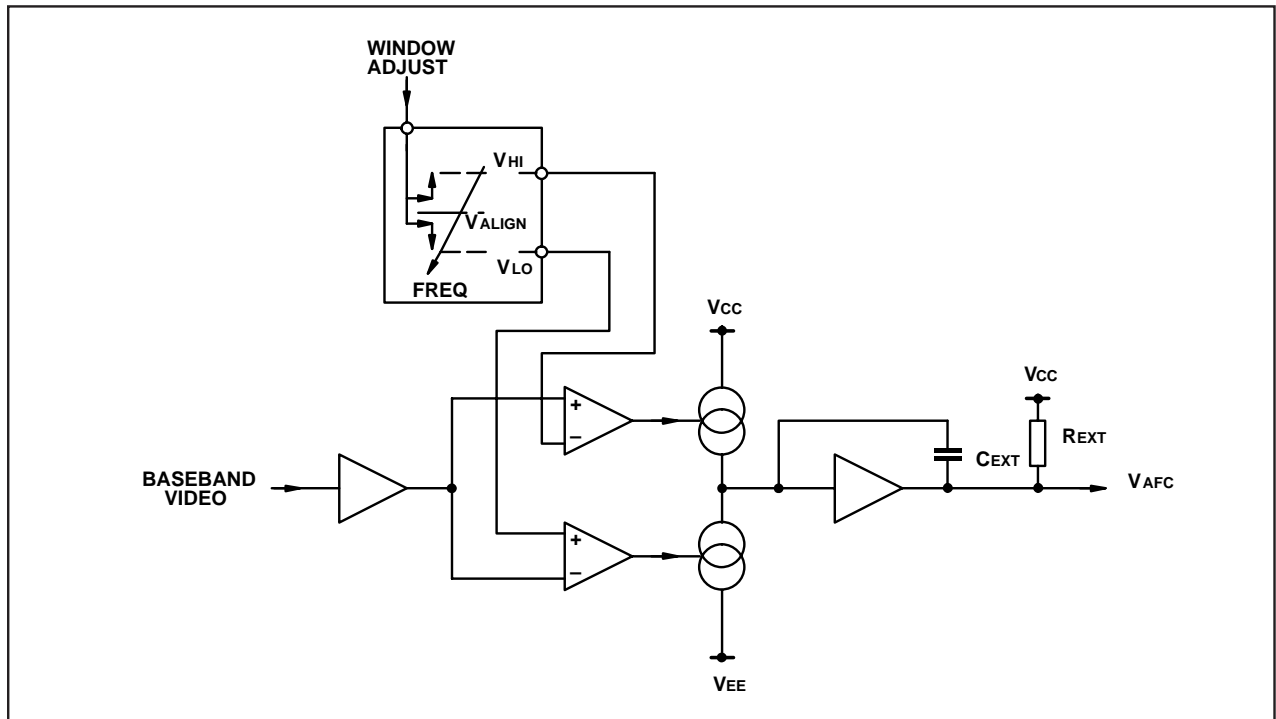 WINDOW
ADJUST
VHI
VALIGN
VLO
FREQ
VCC
VCC
+
−
REXT
CEXT
BASEBAND
VIDEO
VAFC
+
−
VEE